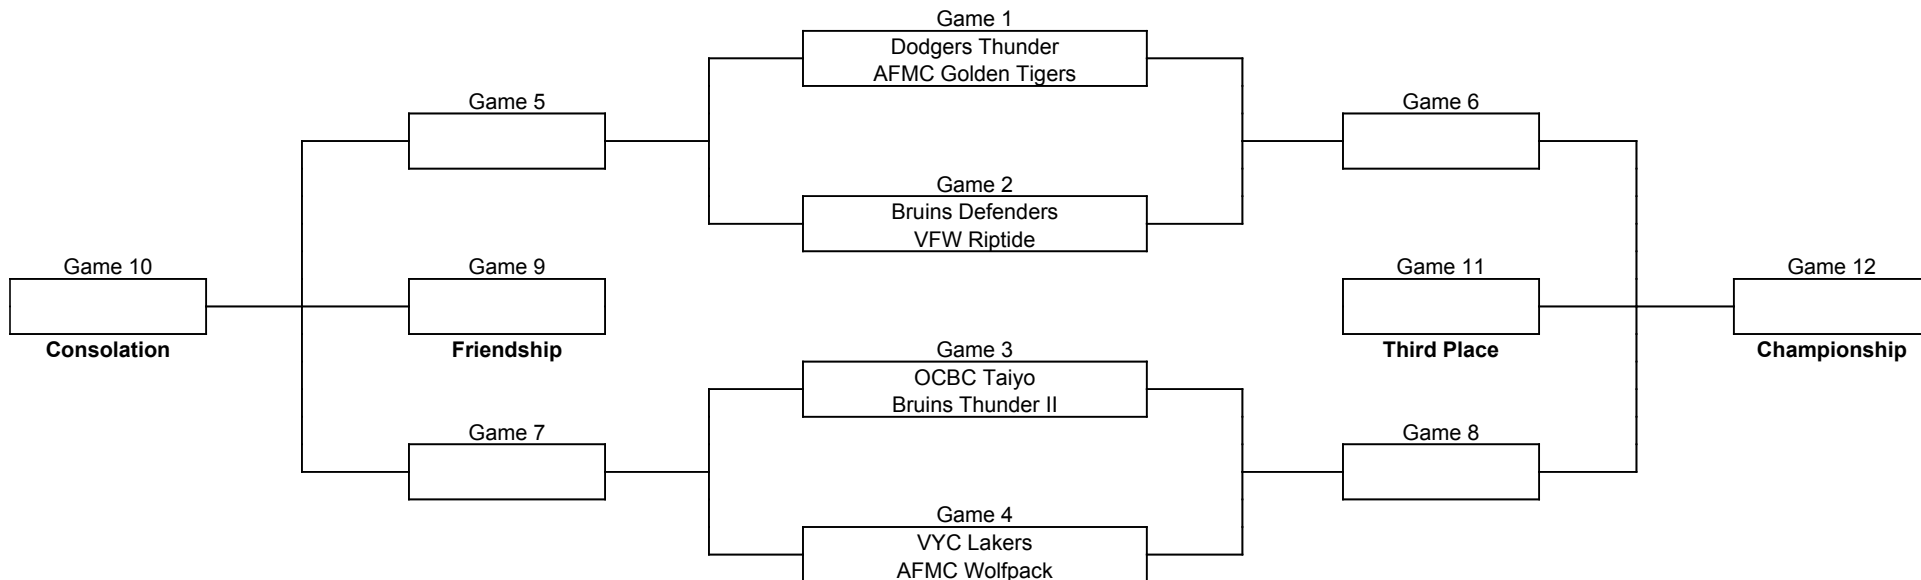 Game 1
Dodgers Thunder
AFMC Golden Tigers
Game 5
Game 6
Game 2
Bruins Defenders
VFW Riptide
Game 10
Game 9
Game 11
Game 12
Consolation
Friendship
Third Place
Championship
Game 3
OCBC Taiyo
Bruins Thunder II
Game 7
Game 8
Game 4
VYC Lakers
AFMC Wolfpack